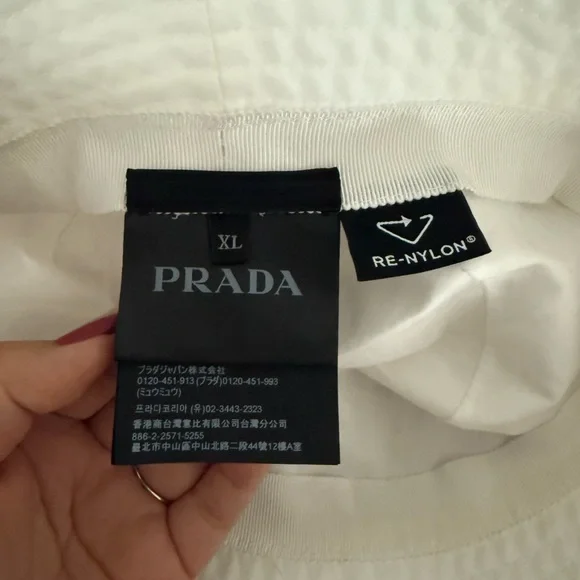 XL
PRADA
プラダジャパン株式会社
0120-451-913 (プラダ)0120-451-993
(ミュウミュウ)
프라다코리아 (유)02-3443-2323
香港商台灣意比有限公司台灣分公司
886-2-2571-5255
臺北市中山區中山北路二段44號12樓A室
RE-NYLON®